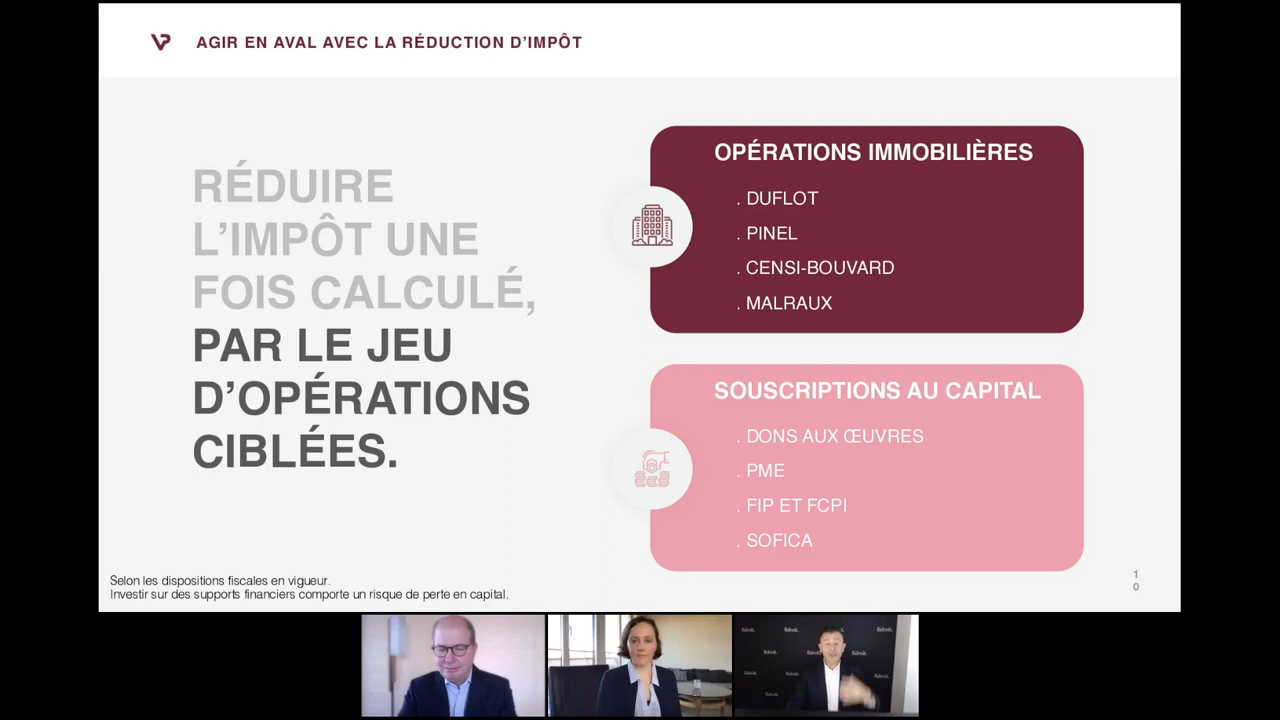 AGIR EN AVAL AVEC LA RÉDUCTION D’IMPÔT
RÉDUIRE
L’IMPÔT UNE
FOIS CALCULÉ,
PAR LE JEU
D’OPÉRATIONS
CIBLÉES.
OPÉRATIONS IMMOBILIÈRES
. DUFLOT
. PINEL
. CENSI-BOUVARD
. MALRAUX
SOUSCRIPTIONS AU CAPITAL
. DONS AUX ŒUVRES
. PME
. FIP ET FCPI
. SOFICA
Selon les dispositions fiscales en vigueur.
Investir sur des supports financiers comporte un risque de perte en capital.
1
0